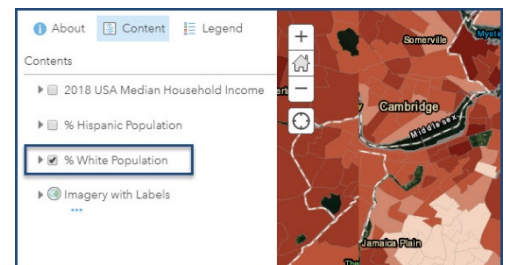 About Content Legend
Contents
2018 USA Median Household Income
% Hispanic Population
% White Population
Imagery with Labels
Somerville
Cambridge
Middlesex
Jamaica Plain
The